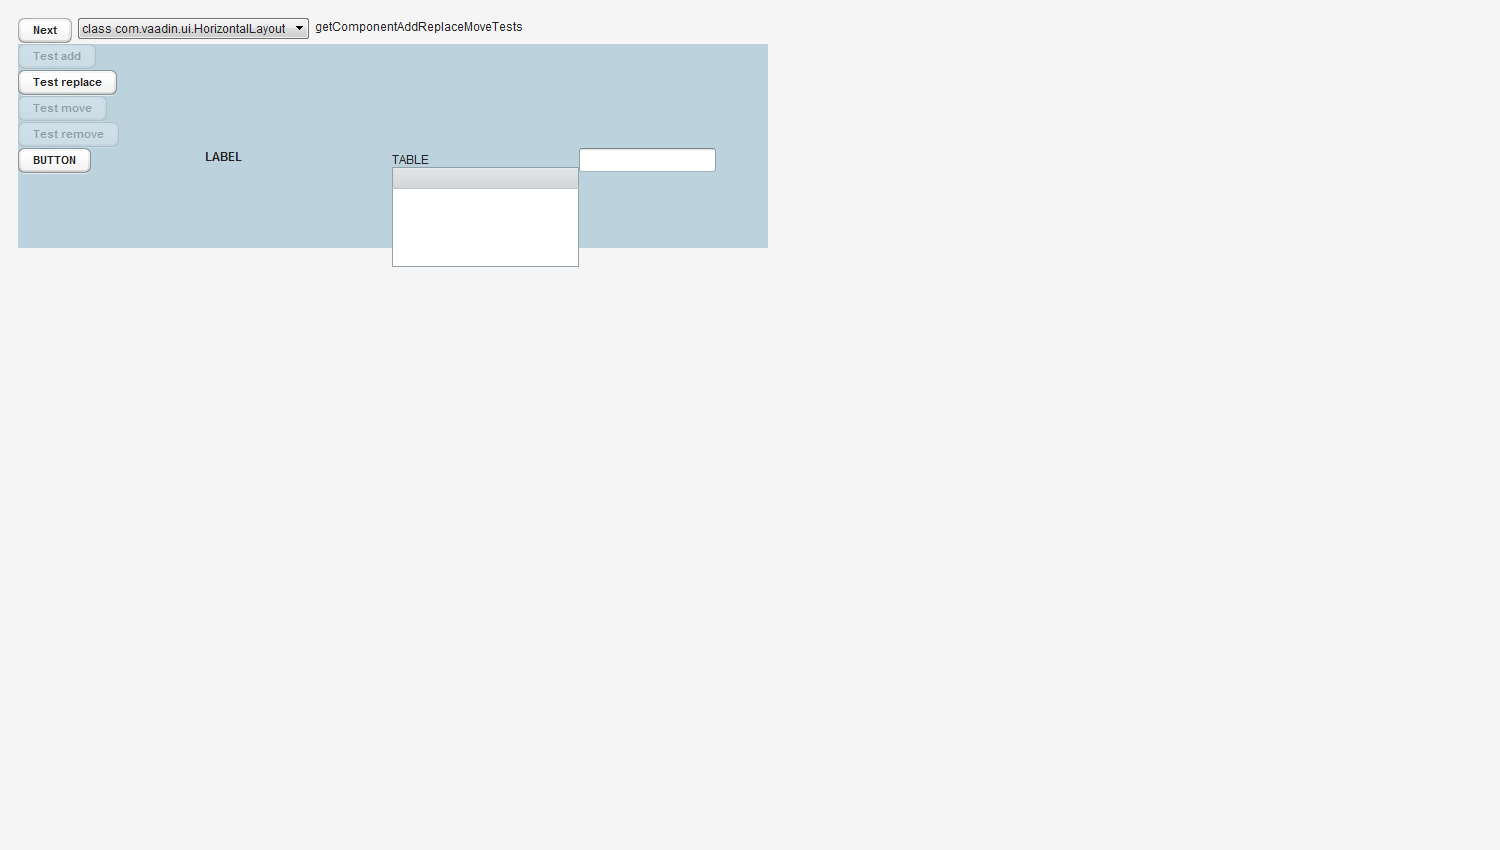 Next class com.vaadin.ui.HorizontalLayout getComponentAddReplaceMoveTests
Test add
Test replace
Test move
Test remove
BUTTON LABEL TABLE